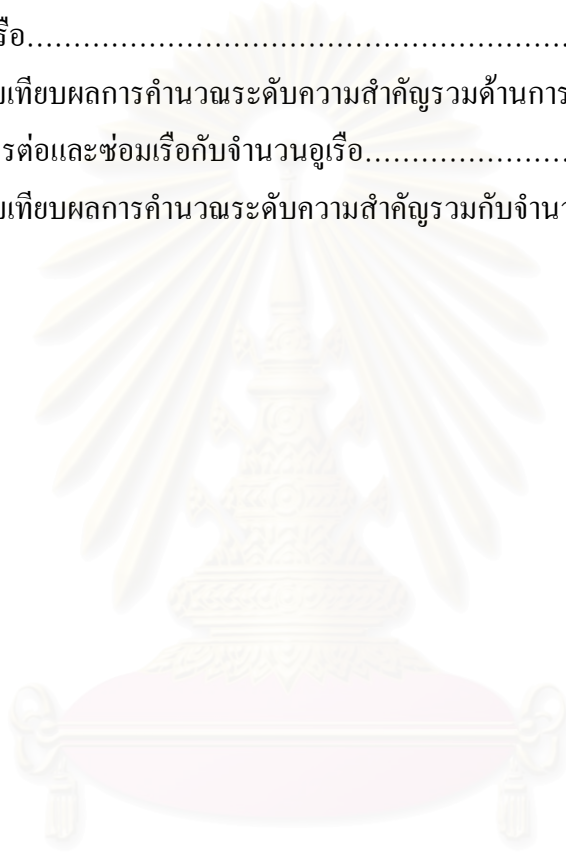 รือ................................................................
บเทียบผลการคำนวณระดับความสำคัญรวมด้านการ
รต่อและซ่อมเรือกับจำนวนอู่เรือ......................
บเทียบผลการคำนวณระดับความสำคัญรวมกับจำนว